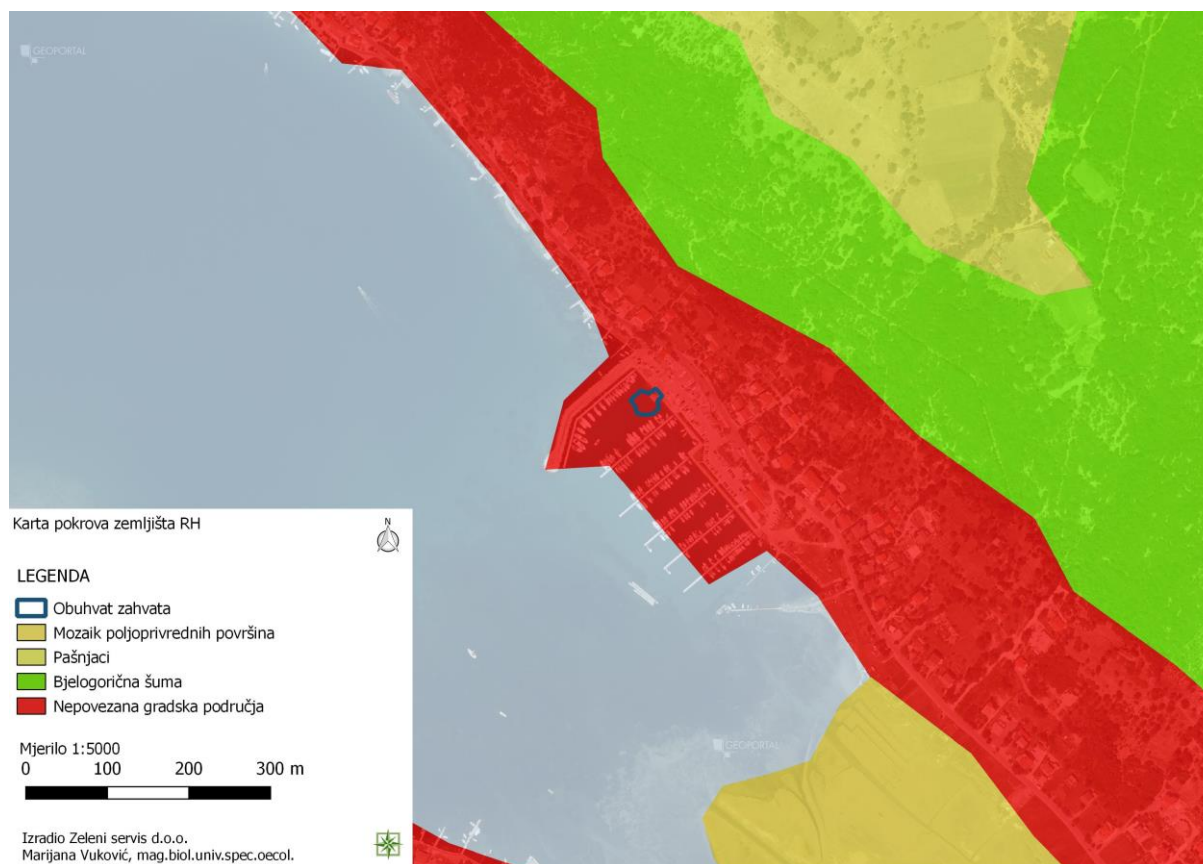 GEOPORTAL
GEOPORTAL
Karta pokrova zemljišta RH
N
LEGENDA
Obuhvat zahvata
Mozaik poljoprivrednih površina
Pašnjaci
Bjelogorična šuma
Nepovezana gradska područja
Mjerilo 1:5000
0 100 200 300 m
Izradio Zeleni servis d.o.o.
Marijana Vuković, mag.biol.univ.spec.oecol.